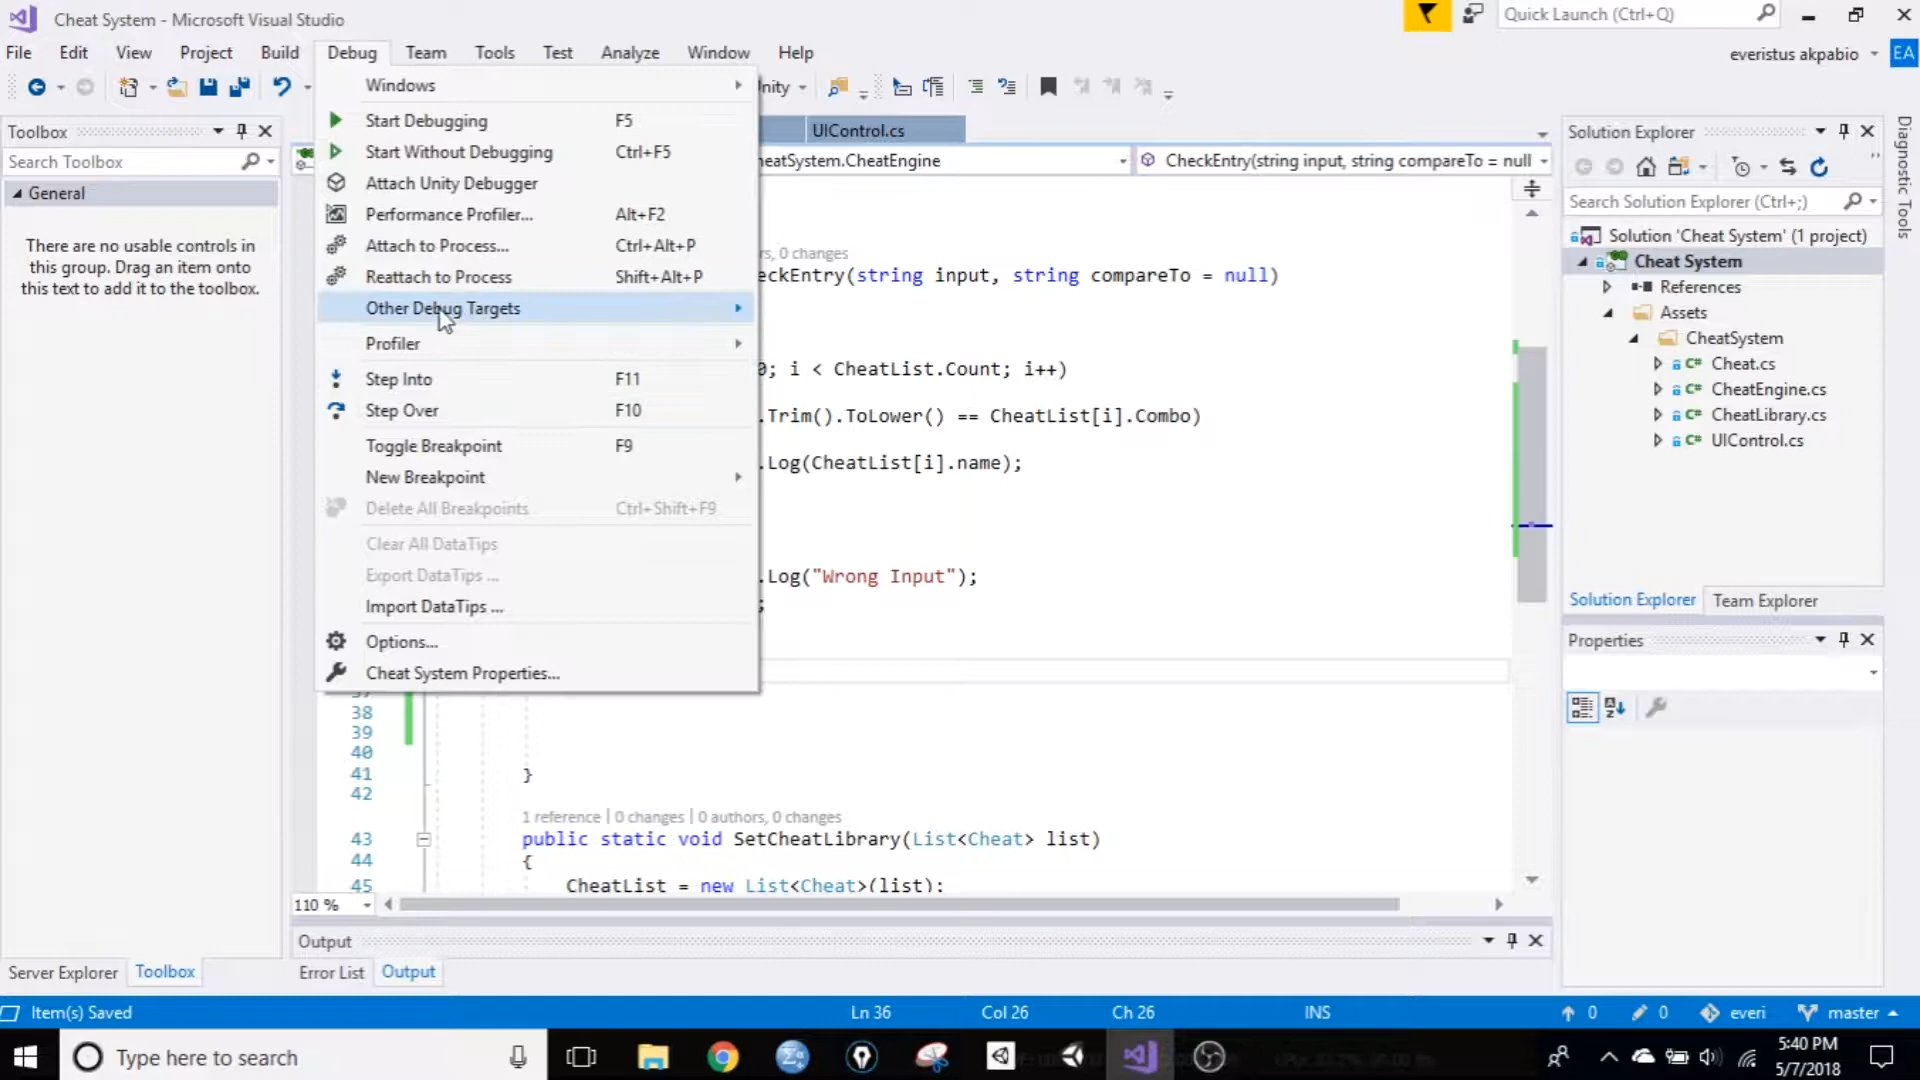 Cheat System - Microsoft Visual Studio
Quick Launch (Ctrl+Q)
File Edit View Project Build Debug Team Tools Test Analyze Window Help
everistus akpabio EA
Windows
Start Debugging F5
Start Without Debugging Ctrl+F5
Attach Unity Debugger
Performance Profiler... Alt+F2
Attach to Process... Ctrl+Alt+P
Reattach to Process Shift+Alt+P
Other Debug Targets
Profiler
Step Into F11
Step Over F10
Toggle Breakpoint F9
New Breakpoint
Delete All Breakpoints Ctrl+Shift+F9
Clear All DataTips
Export DataTips ...
Import DataTips ...
Options...
Cheat System Properties...
Toolbox
Search Toolbox
General
There are no usable controls in
this group. Drag an item onto
this text to add it to the toolbox.
Server Explorer Toolbox
nity
UIControl.cs
heatSystem.CheatEngine
CheckEntry(string input, string compareTo = null
rs, 0 changes
eckEntry(string input, string compareTo = null)
0; i < CheatList.Count; i++)
.Trim().ToLower() == CheatList[i].Combo)
.Log(CheatList[i].name);
.Log("Wrong Input");
;
37
38
39
40
41 }
42
1 reference | 0 changes | 0 authors, 0 changes
43 public static void SetCheatLibrary(List<Cheat> list)
44 {
45 CheatList = new List<Cheat>(list);
110 %
Output
Error List Output
Solution Explorer
Search Solution Explorer (Ctrl+;)
Solution 'Cheat System' (1 project)
Cheat System
References
Assets
CheatSystem
C# Cheat.cs
C# CheatEngine.cs
C# CheatLibrary.cs
C# UIControl.cs
Solution Explorer Team Explorer
Properties
Diagnostic Tools
Item(s) Saved Ln 36 Col 26 Ch 26 INS 0 0 everi master
Type here to search
5:40 PM
5/7/2018